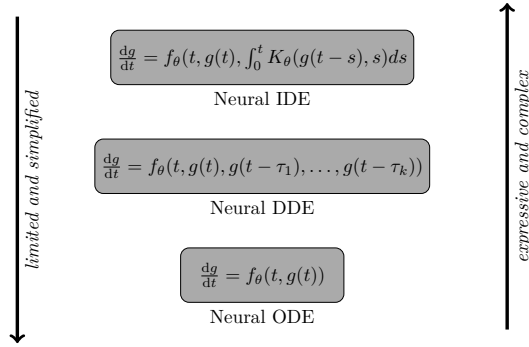 dg/dt = f_θ(t, g(t), ∫_0^t K_θ(g(t − s), s)ds
Neural IDE
dg/dt = f_θ(t, g(t), g(t − τ_1), . . . , g(t − τ_k))
Neural DDE
dg/dt = f_θ(t, g(t))
Neural ODE
limited and simplified
expressive and complex